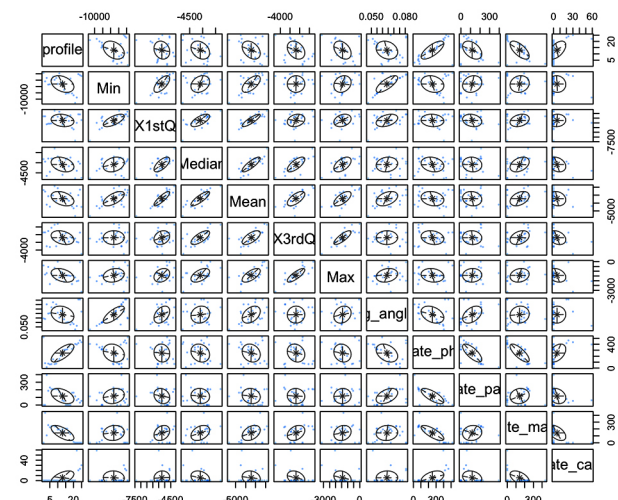 -10000 -4500 -4000 0.050 0.080 0 300 0 30 60
profile 5 20
-10000 Min
X1stQ -7500
-4500 Median
Mean -5000
-4000 X3rdQ
Max -3000 0
0.050 g_angl
ate_ph 0 400
0 300 ate_pa
te_ma 0 300
0 40 ate_ca
5 20 7500 4500 5000 3000 0 0 300 300